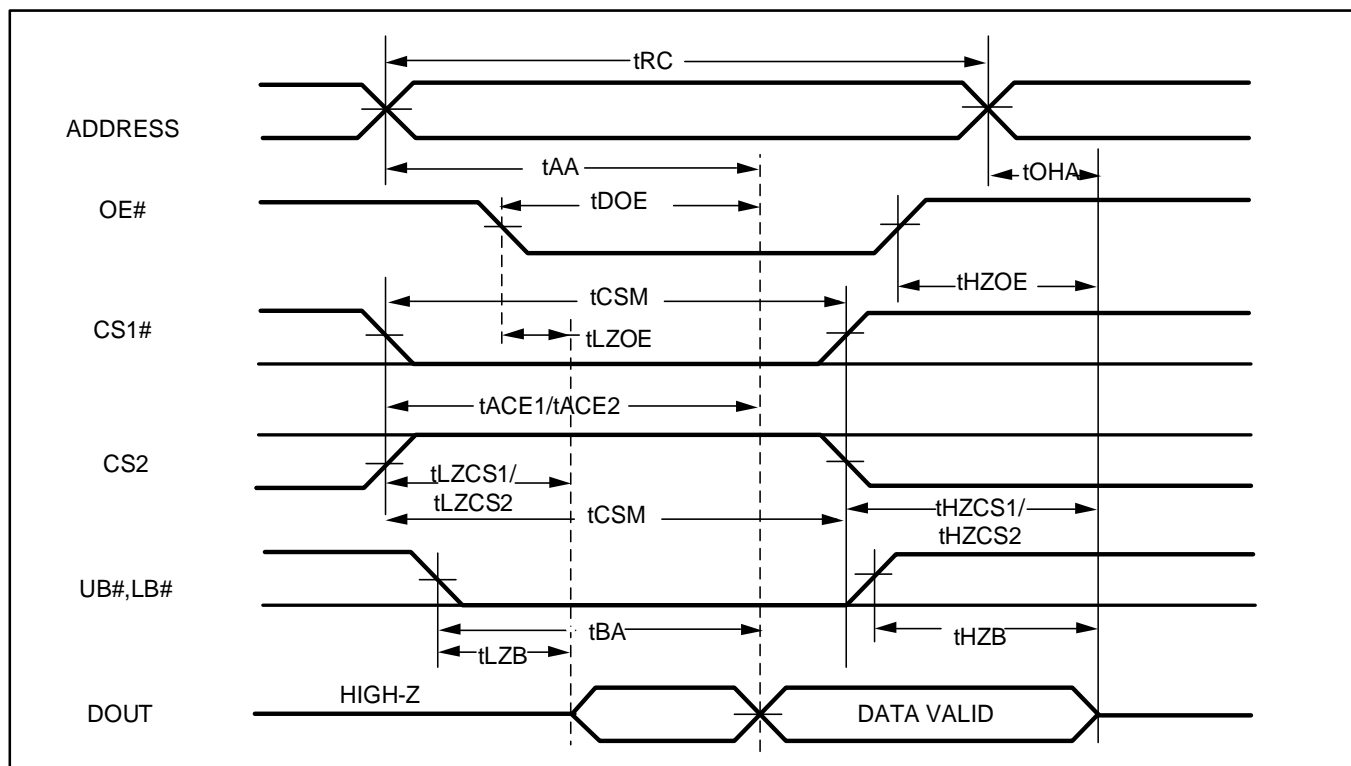 tRC
ADDRESS
tAA
tOHA
OE#
tDOE
tHZOE
tCSM
CS1#
tLZOE
tACE1/tACE2
CS2
tLZCS1/
tLZCS2
tCSM
tHZCS1/
tHZCS2
UB#,LB#
tBA
tHZB
tLZB
HIGH-Z
DOUT
DATA VALID